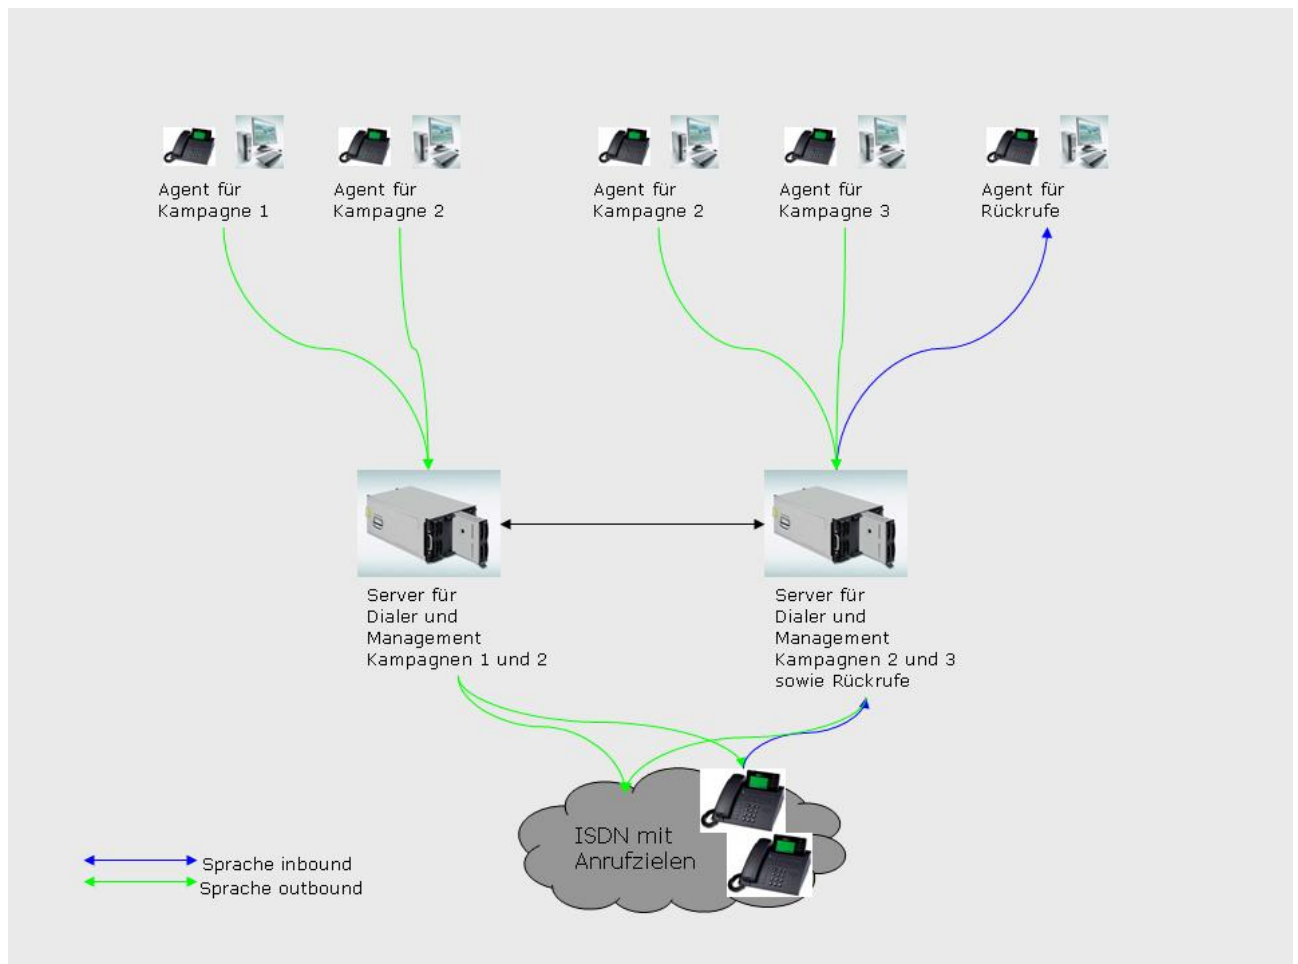 Agent für
Kampagne 1
Agent für
Kampagne 2
Agent für
Kampagne 2
Agent für
Kampagne 3
Agent für
Rückrufe
Server für
Dialer und
Management
Kampagnen 1 und 2
Server für
Dialer und
Management
Kampagnen 2 und 3
sowie Rückrufe
ISDN mit
Anrufzielen
Sprache inbound
Sprache outbound